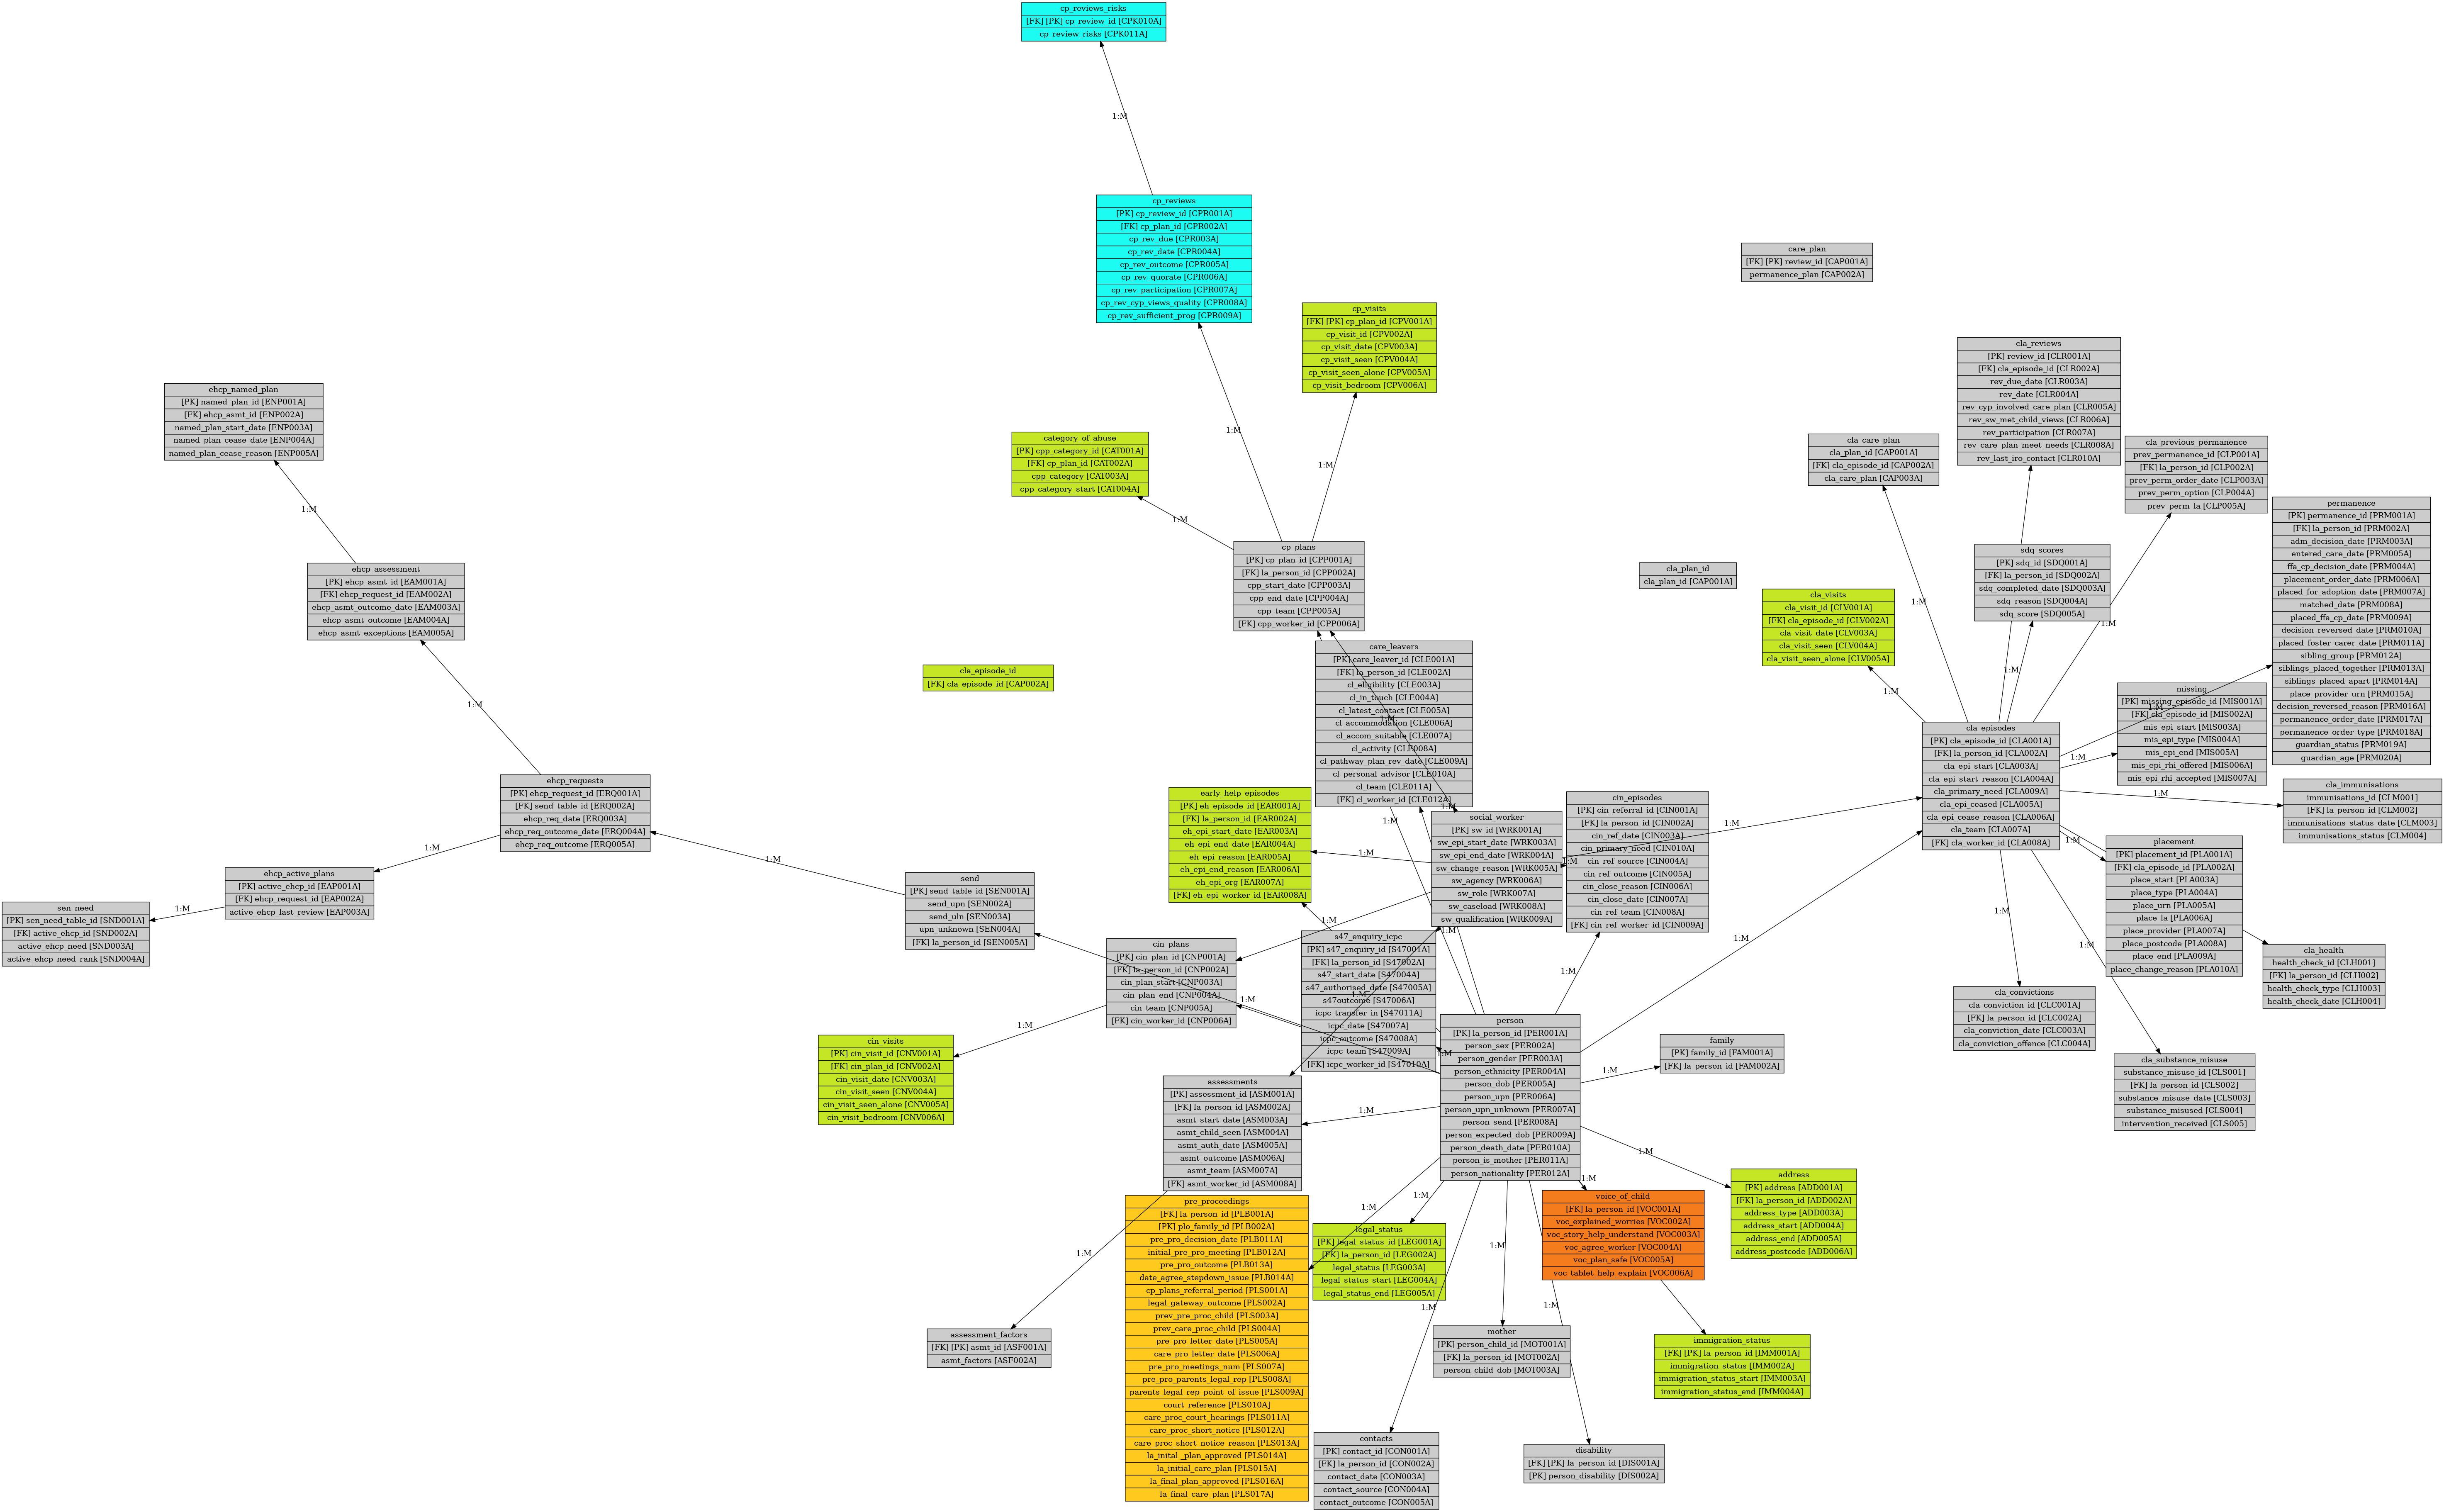 cp_reviews_risks
[FK] [PK] cp_review_id [CPK010A]
cp_review_risks [CPK011A]
1:M
cp_reviews
[PK] cp_review_id [CPR001A]
[FK] cp_plan_id [CPR002A]
cp_rev_due [CPR003A]
cp_rev_date [CPR004A]
cp_rev_outcome [CPR005A]
cp_rev_quorate [CPR006A]
cp_rev_participation [CPR007A]
cp_rev_cyp_views_quality [CPR008A]
cp_rev_sufficient_prog [CPR009A]
care_plan
[FK] [PK] review_id [CAP001A]
permanence_plan [CAP002A]
cp_visits
[FK] [PK] cp_plan_id [CPV001A]
cp_visit_id [CPV002A]
cp_visit_date [CPV003A]
cp_visit_seen [CPV004A]
cp_visit_seen_alone [CPV005A]
cp_visit_bedroom [CPV006A]
cla_reviews
[PK] review_id [CLR001A]
[FK] cla_episode_id [CLR002A]
rev_due_date [CLR003A]
rev_date [CLR004A]
rev_cyp_involved_care_plan [CLR005A]
rev_sw_met_child_views [CLR006A]
rev_participation [CLR007A]
rev_care_plan_meet_needs [CLR008A]
rev_last_iro_contact [CLR010A]
ehcp_named_plan
[PK] named_plan_id [ENP001A]
[FK] ehcp_asmt_id [ENP002A]
named_plan_start_date [ENP003A]
named_plan_cease_date [ENP004A]
named_plan_cease_reason [ENP005A]
1:M
1:M
category_of_abuse
[PK] cpp_category_id [CAT001A]
[FK] cp_plan_id [CAT002A]
cpp_category [CAT003A]
cpp_category_start [CAT004A]
cla_care_plan
cla_plan_id [CAP001A]
[FK] cla_episode_id [CAP002A]
cla_care_plan [CAP003A]
cla_previous_permanence
prev_permanence_id [CLP001A]
[FK] la_person_id [CLP002A]
prev_perm_order_date [CLP003A]
prev_perm_option [CLP004A]
prev_perm_la [CLP005A]
permanence
[PK] permanence_id [PRM001A]
[FK] la_person_id [PRM002A]
adm_decision_date [PRM003A]
entered_care_date [PRM005A]
ffa_cp_decision_date [PRM004A]
placement_order_date [PRM006A]
placed_for_adoption_date [PRM007A]
matched_date [PRM008A]
placed_ffa_cp_date [PRM009A]
decision_reversed_date [PRM010A]
placed_foster_carer_date [PRM011A]
sibling_group [PRM012A]
siblings_placed_together [PRM013A]
siblings_placed_apart [PRM014A]
place_provider_urn [PRM015A]
decision_reversed_reason [PRM016A]
permanence_order_date [PRM017A]
permanence_order_type [PRM018A]
guardian_status [PRM019A]
guardian_age [PRM020A]
1:M
1:M
cp_plans
[PK] cp_plan_id [CPP001A]
[FK] la_person_id [CPP002A]
cpp_start_date [CPP003A]
cpp_end_date [CPP004A]
cpp_team [CPP005A]
[FK] cpp_worker_id [CPP006A]
sdq_scores
[PK] sdq_id [SDQ001A]
[FK] la_person_id [SDQ002A]
sdq_completed_date [SDQ003A]
sdq_reason [SDQ004A]
sdq_score [SDQ005A]
ehcp_assessment
[PK] ehcp_asmt_id [EAM001A]
[FK] ehcp_request_id [EAM002A]
ehcp_asmt_outcome_date [EAM003A]
ehcp_asmt_outcome [EAM004A]
ehcp_asmt_exceptions [EAM005A]
cla_plan_id
cla_plan_id [CAP001A]
cla_visits
cla_visit_id [CLV001A]
[FK] cla_episode_id [CLV002A]
cla_visit_date [CLV003A]
cla_visit_seen [CLV004A]
cla_visit_seen_alone [CLV005A]
1:M
1:M
1:M
1:M
1:M
care_leavers
[PK] care_leaver_id [CLE001A]
[FK] la_person_id [CLE002A]
cl_eligibility [CLE003A]
cl_in_touch [CLE004A]
cl_latest_contact [CLE005A]
cl_accommodation [CLE006A]
cl_accom_suitable [CLE007A]
cl_activity [CLE008A]
cl_pathway_plan_rev_date [CLE009A]
cl_personal_advisor [CLE010A]
cl_team [CLE011A]
[FK] cl_worker_id [CLE012A]
cla_episode_id
[FK] cla_episode_id [CAP002A]
1:M
1:M
missing
[PK] missing_episode_id [MIS001A]
[FK] cla_episode_id [MIS002A]
mis_epi_start [MIS003A]
mis_epi_type [MIS004A]
mis_epi_end [MIS005A]
mis_epi_rhi_offered [MIS006A]
mis_epi_rhi_accepted [MIS007A]
1:M
cla_episodes
[PK] cla_episode_id [CLA001A]
[FK] la_person_id [CLA002A]
cla_epi_start [CLA003A]
cla_epi_start_reason [CLA004A]
cla_primary_need [CLA009A]
cla_epi_ceased [CLA005A]
cla_epi_cease_reason [CLA006A]
cla_team [CLA007A]
[FK] cla_worker_id [CLA008A]
1:M
1:M
cla_immunisations
immunisations_id [CLM001]
[FK] la_person_id [CLM002]
immunisations_status_date [CLM003]
immunisations_status [CLM004]
ehcp_requests
[PK] ehcp_request_id [ERQ001A]
[FK] send_table_id [ERQ002A]
ehcp_req_date [ERQ003A]
ehcp_req_outcome_date [ERQ004A]
ehcp_req_outcome [ERQ005A]
early_help_episodes
[PK] eh_episode_id [EAR001A]
[FK] la_person_id [EAR002A]
eh_epi_start_date [EAR003A]
eh_epi_end_date [EAR004A]
eh_epi_reason [EAR005A]
eh_epi_end_reason [EAR006A]
eh_epi_org [EAR007A]
[FK] eh_epi_worker_id [EAR008A]
1:M
1:M
1:M
social_worker
[PK] sw_id [WRK001A]
sw_epi_start_date [WRK003A]
sw_epi_end_date [WRK004A]
sw_change_reason [WRK005A]
sw_agency [WRK006A]
sw_role [WRK007A]
sw_caseload [WRK008A]
sw_qualification [WRK009A]
cin_episodes
[PK] cin_referral_id [CIN001A]
[FK] la_person_id [CIN002A]
cin_ref_date [CIN003A]
cin_primary_need [CIN010A]
cin_ref_source [CIN004A]
cin_ref_outcome [CIN005A]
cin_close_reason [CIN006A]
cin_close_date [CIN007A]
cin_ref_team [CIN008A]
[FK] cin_ref_worker_id [CIN009A]
1:M
1:M
1:M
placement
[PK] placement_id [PLA001A]
[FK] cla_episode_id [PLA002A]
place_start [PLA003A]
place_type [PLA004A]
place_urn [PLA005A]
place_la [PLA006A]
place_provider [PLA007A]
place_postcode [PLA008A]
place_end [PLA009A]
place_change_reason [PLA010A]
1:M
1:M
ehcp_active_plans
[PK] active_ehcp_id [EAP001A]
[FK] ehcp_request_id [EAP002A]
active_ehcp_last_review [EAP003A]
send
[PK] send_table_id [SEN001A]
send_upn [SEN002A]
send_uln [SEN003A]
upn_unknown [SEN004A]
[FK] la_person_id [SEN005A]
sen_need
[PK] sen_need_table_id [SND001A]
[FK] active_ehcp_id [SND002A]
active_ehcp_need [SND003A]
active_ehcp_need_rank [SND004A]
1:M
1:M
1:M
1:M
s47_enquiry_icpc
[PK] s47_enquiry_id [S47001A]
[FK] la_person_id [S47002A]
s47_start_date [S47004A]
s47_authorised_date [S47005A]
s47outcome [S47006A]
icpc_transfer_in [S47011A]
icpc_date [S47007A]
icpc_outcome [S47008A]
icpc_team [S47009A]
[FK] icpc_worker_id [S47010A]
cin_plans
[PK] cin_plan_id [CNP001A]
[FK] la_person_id [CNP002A]
cin_plan_start [CNP003A]
cin_plan_end [CNP004A]
cin_team [CNP005A]
[FK] cin_worker_id [CNP006A]
1:M
1:M
1:M
cla_health
health_check_id [CLH001]
[FK] la_person_id [CLH002]
health_check_type [CLH003]
health_check_date [CLH004]
1:M
1:M
1:M
1:M
cla_convictions
cla_conviction_id [CLC001A]
[FK] la_person_id [CLC002A]
cla_conviction_date [CLC003A]
cla_conviction_offence [CLC004A]
person
[PK] la_person_id [PER001A]
person_sex [PER002A]
person_gender [PER003A]
person_ethnicity [PER004A]
person_dob [PER005A]
person_upn [PER006A]
person_upn_unknown [PER007A]
person_send [PER008A]
person_expected_dob [PER009A]
person_death_date [PER010A]
person_is_mother [PER011A]
person_nationality [PER012A]
cin_visits
[PK] cin_visit_id [CNV001A]
[FK] cin_plan_id [CNV002A]
cin_visit_date [CNV003A]
cin_visit_seen [CNV004A]
cin_visit_seen_alone [CNV005A]
cin_visit_bedroom [CNV006A]
family
[PK] family_id [FAM001A]
[FK] la_person_id [FAM002A]
1:M
1:M
cla_substance_misuse
substance_misuse_id [CLS001]
[FK] la_person_id [CLS002]
substance_misuse_date [CLS003]
substance_misused [CLS004]
intervention_received [CLS005]
assessments
[PK] assessment_id [ASM001A]
[FK] la_person_id [ASM002A]
asmt_start_date [ASM003A]
asmt_child_seen [ASM004A]
asmt_auth_date [ASM005A]
asmt_outcome [ASM006A]
asmt_team [ASM007A]
[FK] asmt_worker_id [ASM008A]
1:M
1:M
address
[PK] address [ADD001A]
[FK] la_person_id [ADD002A]
address_type [ADD003A]
address_start [ADD004A]
address_end [ADD005A]
address_postcode [ADD006A]
1:M
voice_of_child
[FK] la_person_id [VOC001A]
voc_explained_worries [VOC002A]
voc_story_help_understand [VOC003A]
voc_agree_worker [VOC004A]
voc_plan_safe [VOC005A]
voc_tablet_help_explain [VOC006A]
pre_proceedings
[FK] la_person_id [PLB001A]
[PK] plo_family_id [PLB002A]
pre_pro_decision_date [PLB011A]
initial_pre_pro_meeting [PLB012A]
pre_pro_outcome [PLB013A]
date_agree_stepdown_issue [PLB014A]
cp_plans_referral_period [PLS001A]
legal_gateway_outcome [PLS002A]
prev_pre_proc_child [PLS003A]
prev_care_proc_child [PLS004A]
pre_pro_letter_date [PLS005A]
care_pro_letter_date [PLS006A]
pre_pro_meetings_num [PLS007A]
pre_pro_parents_legal_rep [PLS008A]
parents_legal_rep_point_of_issue [PLS009A]
court_reference [PLS010A]
care_proc_court_hearings [PLS011A]
care_proc_short_notice [PLS012A]
care_proc_short_notice_reason [PLS013A]
la_inital _plan_approved [PLS014A]
la_initial_care_plan [PLS015A]
la_final_plan_approved [PLS016A]
la_final_care_plan [PLS017A]
1:M
1:M
legal_status
[PK] legal_status_id [LEG001A]
[FK] la_person_id [LEG002A]
legal_status [LEG003A]
legal_status_start [LEG004A]
legal_status_end [LEG005A]
1:M
1:M
1:M
1:M
assessment_factors
[FK] [PK] asmt_id [ASF001A]
asmt_factors [ASF002A]
mother
[PK] person_child_id [MOT001A]
[FK] la_person_id [MOT002A]
person_child_dob [MOT003A]
immigration_status
[FK] [PK] la_person_id [IMM001A]
immigration_status [IMM002A]
immigration_status_start [IMM003A]
immigration_status_end [IMM004A]
contacts
[PK] contact_id [CON001A]
[FK] la_person_id [CON002A]
contact_date [CON003A]
contact_source [CON004A]
contact_outcome [CON005A]
disability
[FK] [PK] la_person_id [DIS001A]
[PK] person_disability [DIS002A]